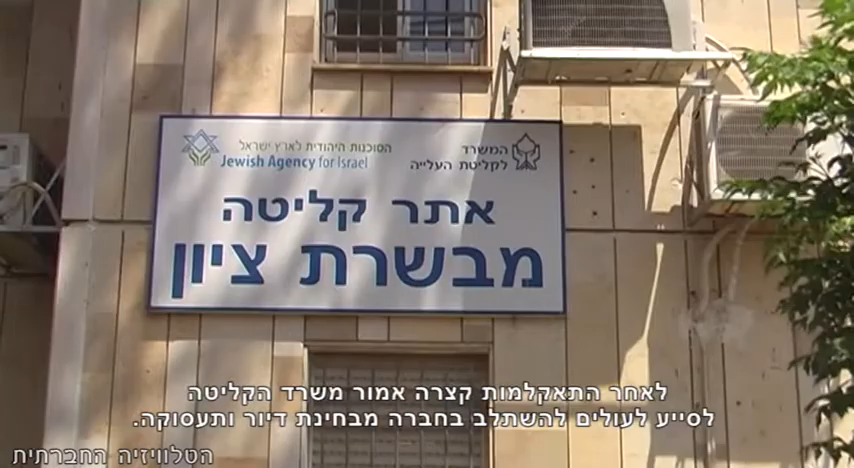 הסוכנות היהודית לארץ ישראל
Jewish Agency for Israel
המשרד
לקליטת העלייה
אתר קליטה
מבשרת ציון
לאחר התאקלמות קצרה אמור משרד הקליטה
לסייע לעולים להשתלב בחברה מבחינת דיור ותעסוקה.
הטלוויזיה החברתית